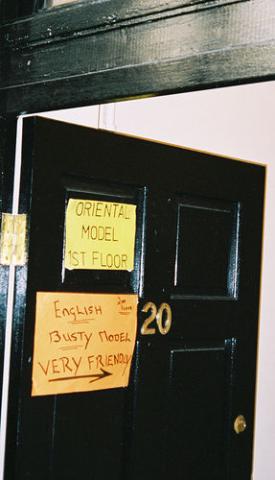 ORIENTAL
MODEL
1ST FLOOR
ENGLISH
BUSTY MODEL
VERY FRIENDLY
20